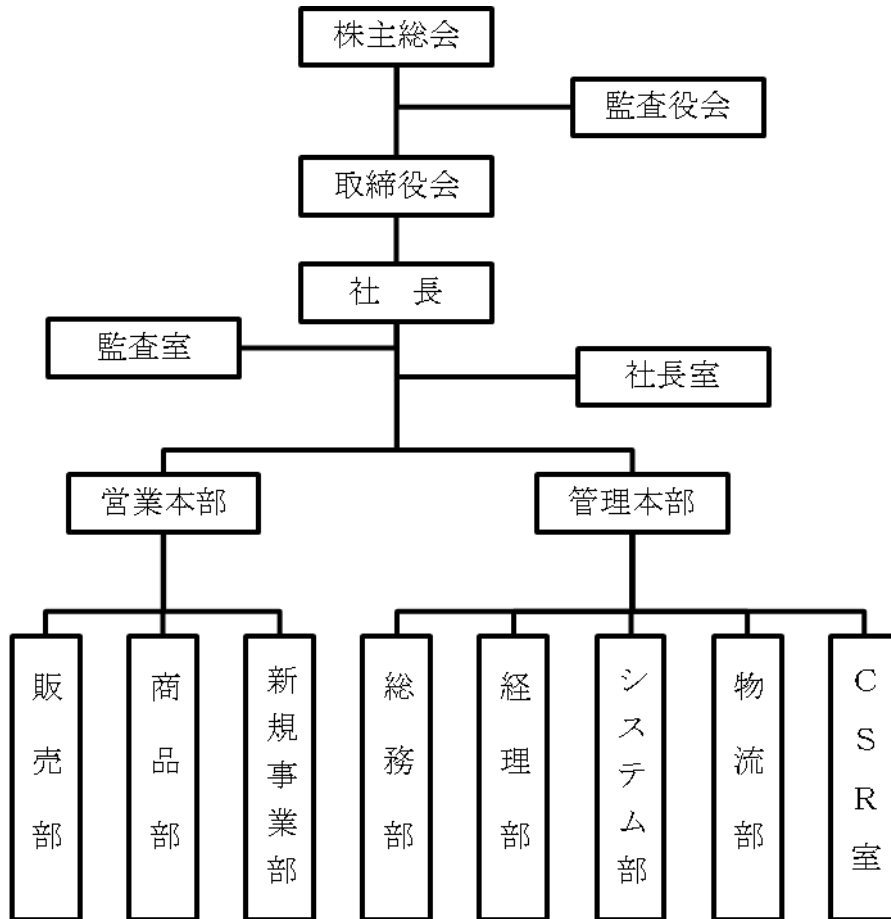 株主総会
監査役会
取締役会
社　長
監査室
社長室
営業本部
管理本部
販売部
商品部
新規事業部
総務部
経理部
システム部
物流部
CSR室